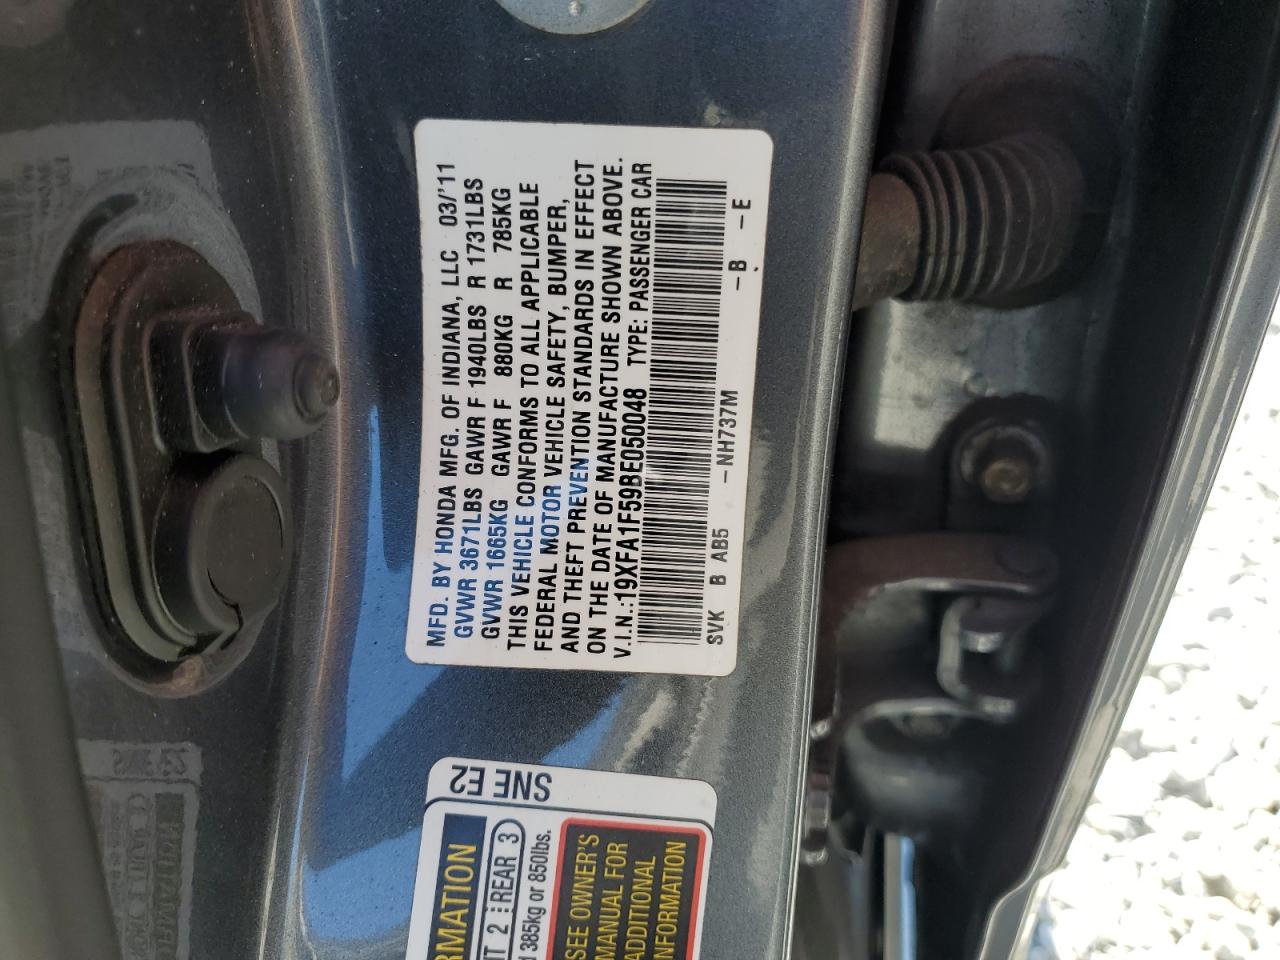 MFD. BY HONDA MFG. OF INDIANA, LLC 03/'11
GVWR 3671LBS GAWR F 1940LBS R 1731LBS
GVWR 1665KG GAWR F 880KG R 785KG
THIS VEHICLE CONFORMS TO ALL APPLICABLE
FEDERAL MOTOR VEHICLE SAFETY, BUMPER,
AND THEFT PREVENTION STANDARDS IN EFFECT
ON THE DATE OF MANUFACTURE SHOWN ABOVE.
V.I.N.:19XFA1F59BE050048 TYPE: PASSENGER CAR
SVK B AB5 -NH737M -B -E
SNE E2
RMATION
2 REAR 3
385kg or 850lbs.
SEE OWNER'S
MANUAL FOR
ADDITIONAL
INFORMATION